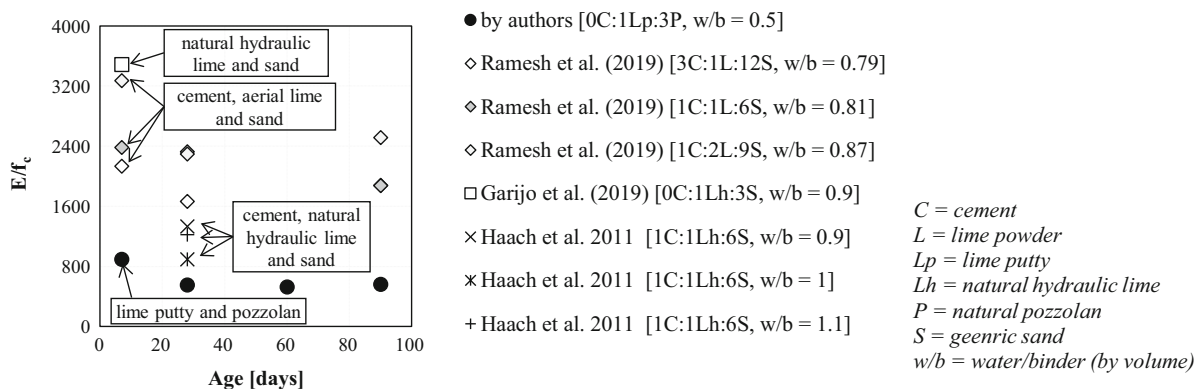 4000
3200
2400
1600
800
0
E/fc
0 20 40 60 80 100
Age [days]
natural hydraulic
lime and sand
cement, aerial lime
and sand
cement, natural
hydraulic lime
and sand
lime putty and pozzolan
by authors [0C:1Lp:3P, w/b = 0.5]
Ramesh et al. (2019) [3C:1L:12S, w/b = 0.79]
Ramesh et al. (2019) [1C:1L:6S, w/b = 0.81]
Ramesh et al. (2019) [1C:2L:9S, w/b = 0.87]
Garijo et al. (2019) [0C:1Lh:3S, w/b = 0.9]
Haach et al. 2011 [1C:1Lh:6S, w/b = 0.9]
Haach et al. 2011 [1C:1Lh:6S, w/b = 1]
Haach et al. 2011 [1C:1Lh:6S, w/b = 1.1]
C = cement
L = lime powder
Lp = lime putty
Lh = natural hydraulic lime
P = natural pozzolan
S = geenric sand
w/b = water/binder (by volume)